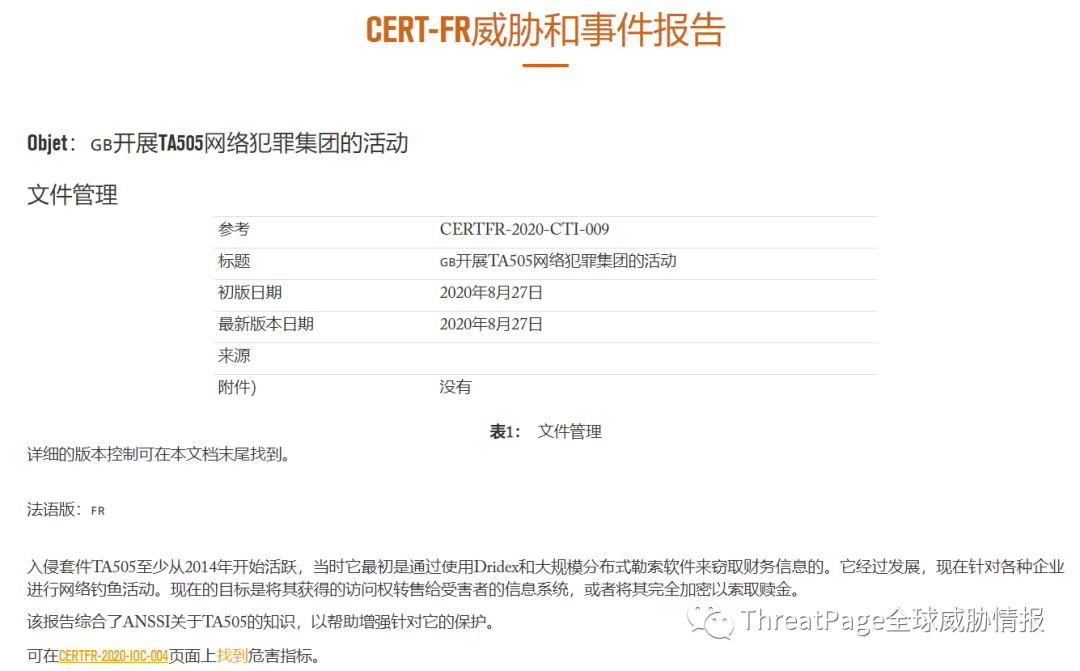 CERT-FR威胁和事件报告
Objet： GB开展TA505网络犯罪集团的活动
文件管理
参考 CERTFR-2020-CTI-009
标题 GB开展TA505网络犯罪集团的活动
初版日期 2020年8月27日
最新版本日期 2020年8月27日
来源
附件) 没有
表1： 文件管理
详细的版本控制可在本文档末尾找到。
法语版：FR
入侵套件TA505至少从2014年开始活跃，当时它最初是通过使用Dridex和大规模分布式勒索软件来窃取财务信息的。它经过发展，现在针对各种企业
进行网络钓鱼活动。现在的目标是将其获得的访问权转售给受害者的信息系统，或者将其完全加密以索取赎金。
该报告综合了ANSSI关于TA505的知识，以帮助增强针对它的保护。
可在CERTFR-2020-IOC-004页面上找到危害指标。
ThreatPage全球威胁情报